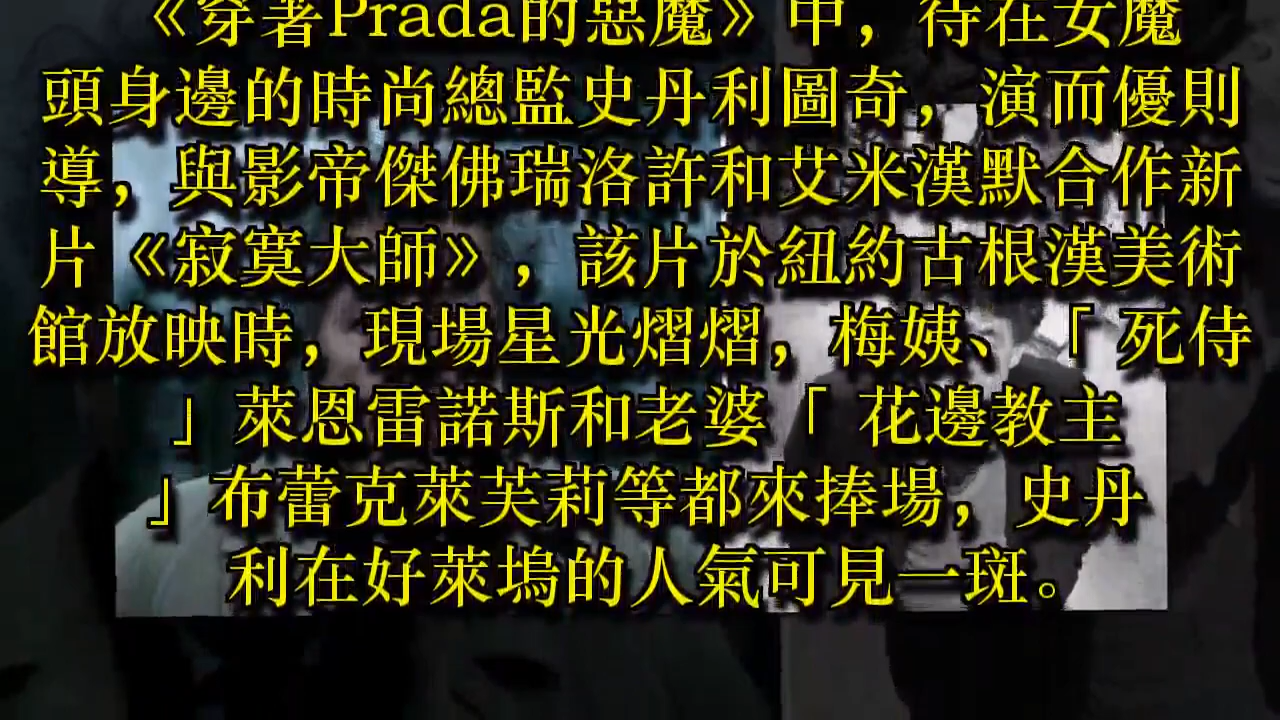 《穿著Prada的惡魔》中，待在女魔
頭身邊的時尚總監史丹利圖奇，演而優則
導，與影帝傑佛瑞洛許和艾米漢默合作新
片《寂寞大師》，該片於紐約古根漢美術
館放映時，現場星光熠熠，梅姨、「 死侍
」萊恩雷諾斯和老婆「 花邊教主
」布蕾克萊芙莉等都來捧場，史丹
利在好萊塢的人氣可見一斑。